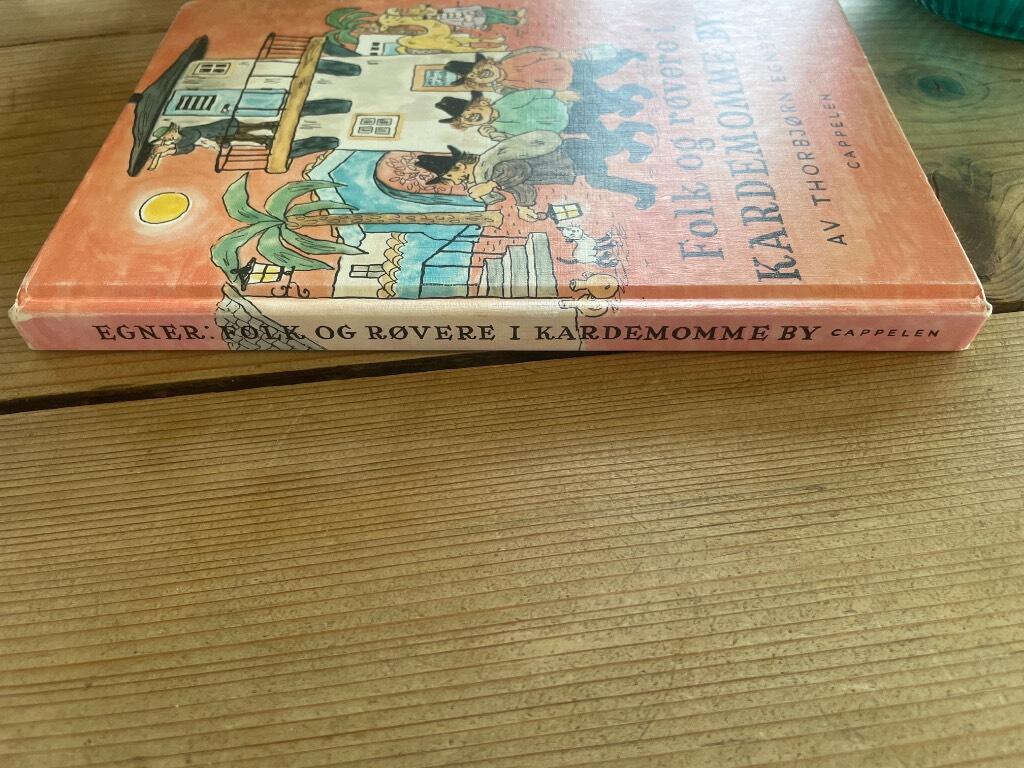 Folk og røvere i
KARDEMOMME BY
AV THORBJØRN EGNER
CAPPELEN
EGNER: FOLK OG RØVERE I KARDEMOMME BY CAPPELEN